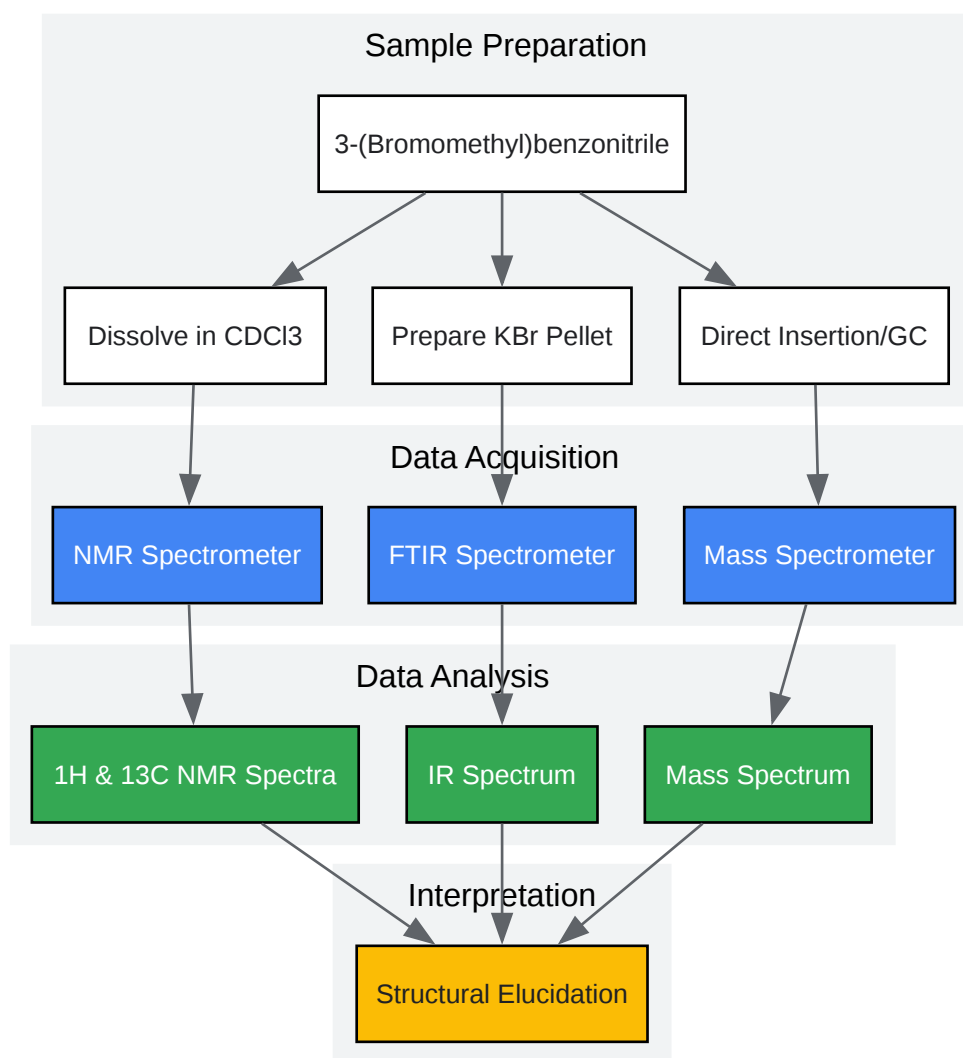 Sample Preparation
3-(Bromomethyl)benzonitrile
Dissolve in CDCl3
Prepare KBr Pellet
Direct Insertion/GC
Data Acquisition
NMR Spectrometer
FTIR Spectrometer
Mass Spectrometer
Data Analysis
1H & 13C NMR Spectra
IR Spectrum
Mass Spectrum
Interpretation
Structural Elucidation